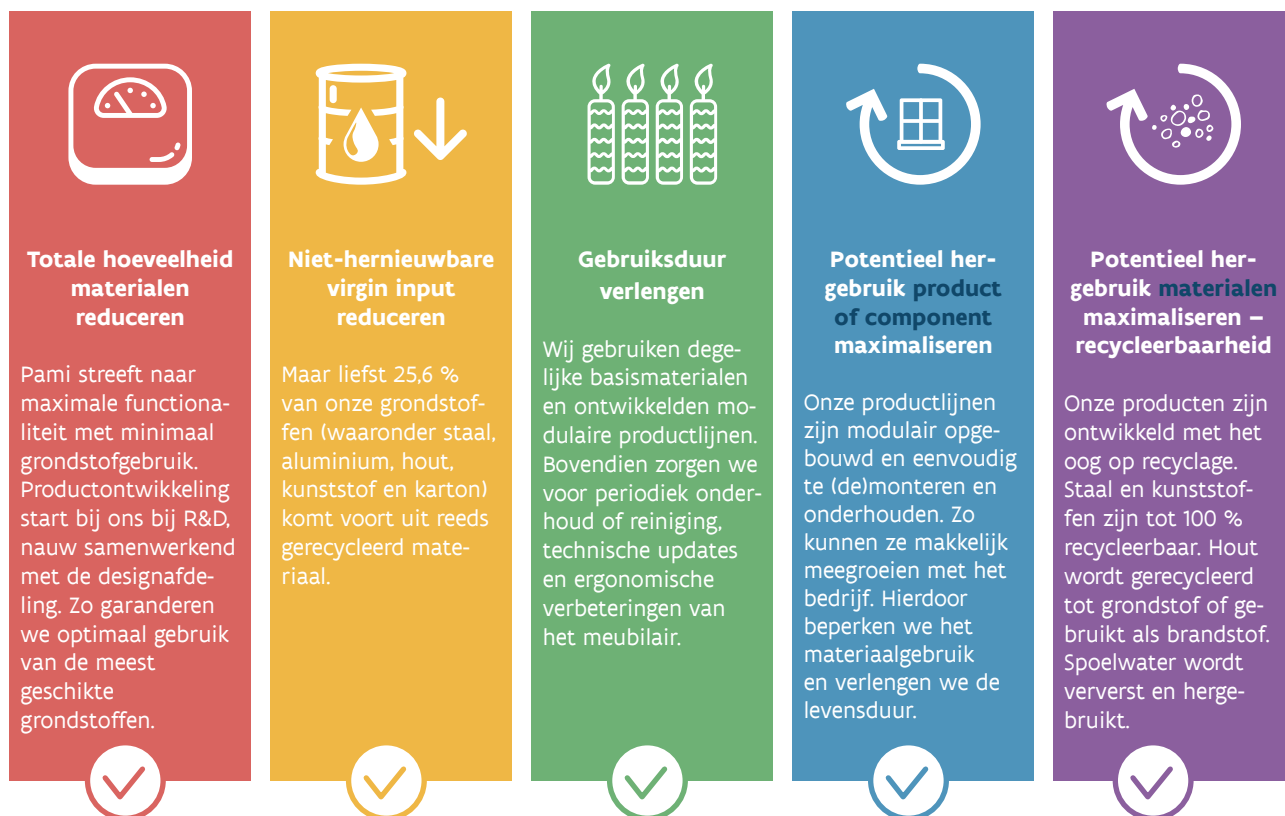 Totale hoeveelheid
materialen
reduceren
Pami streeft naar
maximale functiona-
liteit met minimaal
grondstofgebruik.
Productontwikkeling
start bij ons bij R&D,
nauw samenwerkend
met de designafde-
ling. Zo garanderen
we optimaal gebruik
van de meest
geschikte
grondstoffen.
Niet-hernieuwbare
virgin input
reduceren
Maar liefst 25,6 %
van onze grondstof-
fen (waaronder staal,
aluminium, hout,
kunststof en karton)
komt voort uit reeds
gerecycleerd mate-
riaal.
Gebruiksduur
verlengen
Wij gebruiken dege-
lijke basismaterialen
en ontwikkelden mo-
dulaire productlijnen.
Bovendien zorgen we
voor periodiek onder-
houd of reiniging,
technische updates
en ergonomische
verbeteringen van
het meubilair.
Potentieel her-
gebruik product
of component
maximaliseren
Onze productlijnen
zijn modulair opge-
bouwd en eenvoudig
te (de)monteren en
onderhouden. Zo
kunnen ze makkelijk
meegroeien met het
bedrijf. Hierdoor
beperken we het
materiaalgebruik
en verlengen we de
levensduur.
Potentieel her-
gebruik materialen
maximaliseren –
recycleerbaarheid
Onze producten zijn
ontwikkeld met het
oog op recyclage.
Staal en kunststof-
fen zijn tot 100 %
recycleerbaar. Hout
wordt gerecycleerd
tot grondstof of ge-
bruikt als brandstof.
Spoelwater wordt
ververst en herge-
bruikt.